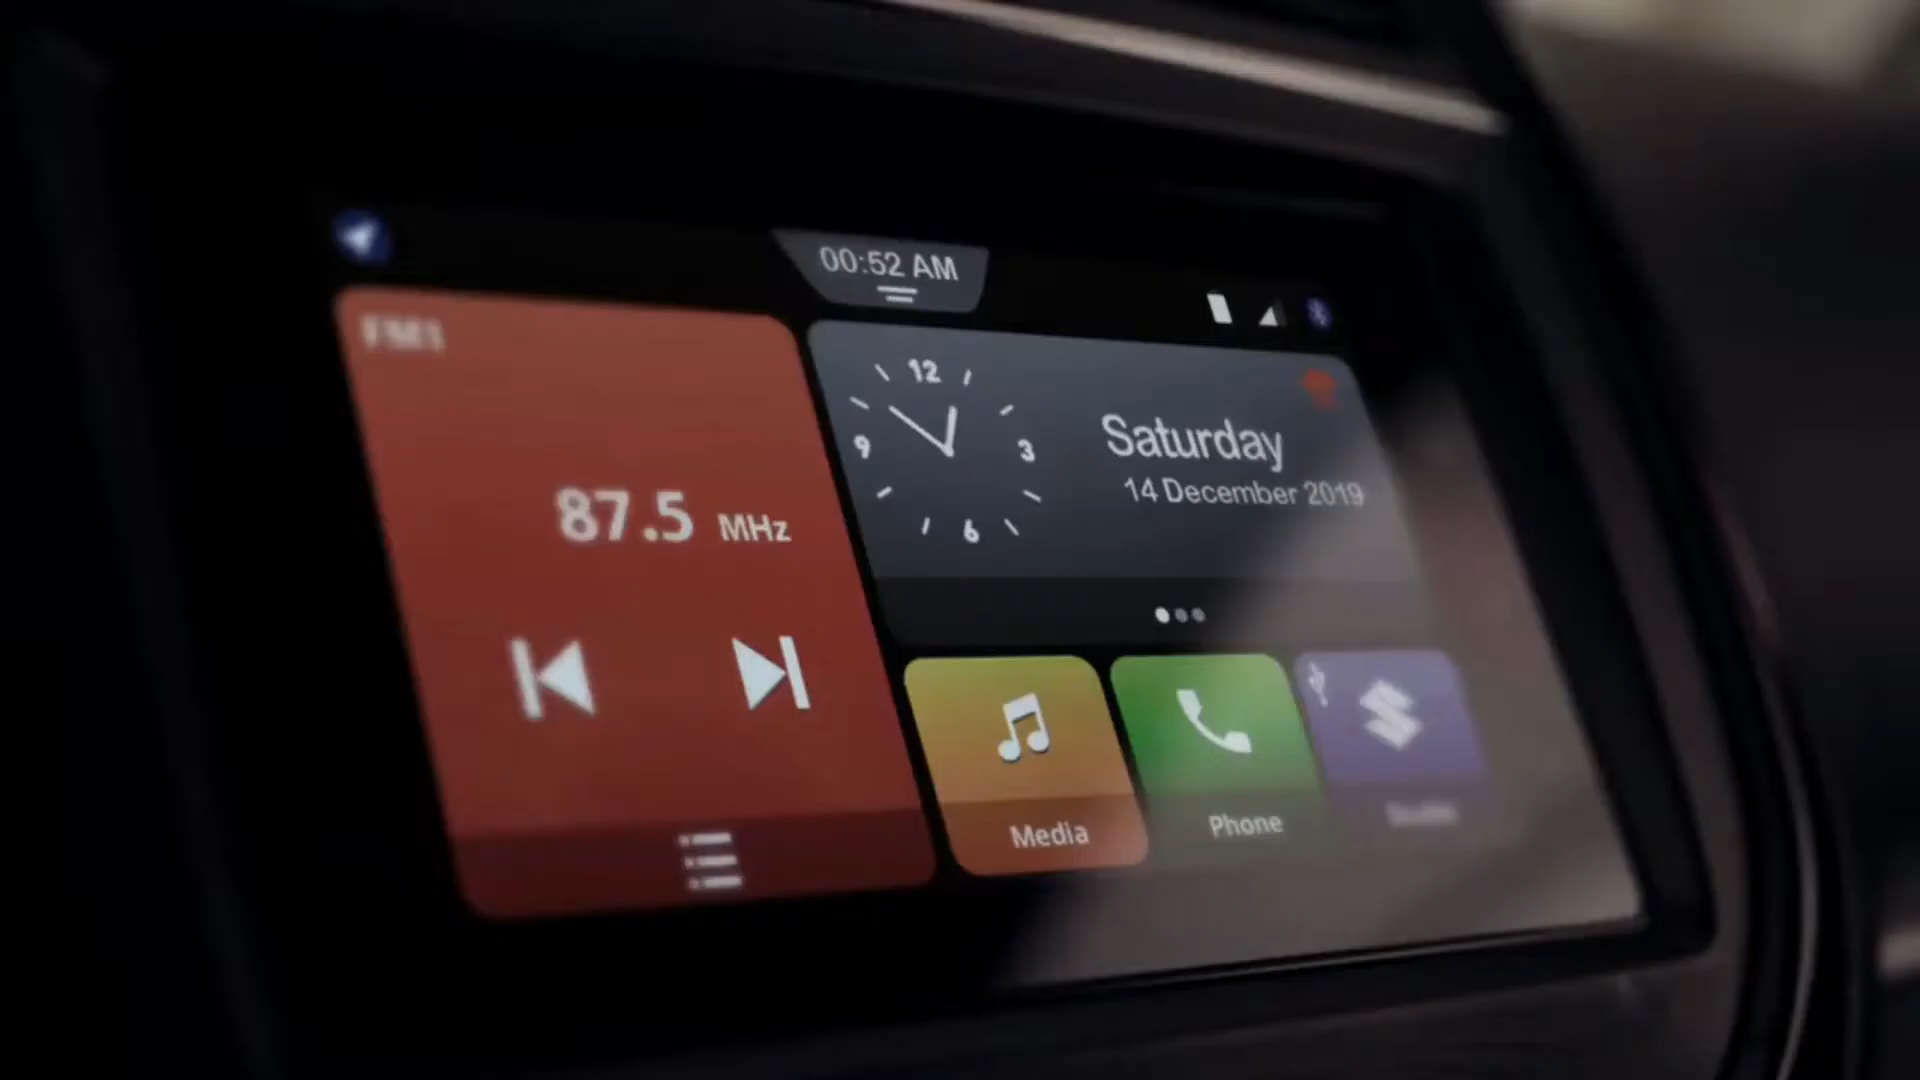 00:52 AM
FM1
87.5 MHz
12
9
3
6
Saturday
14 December 2019
Media
Phone